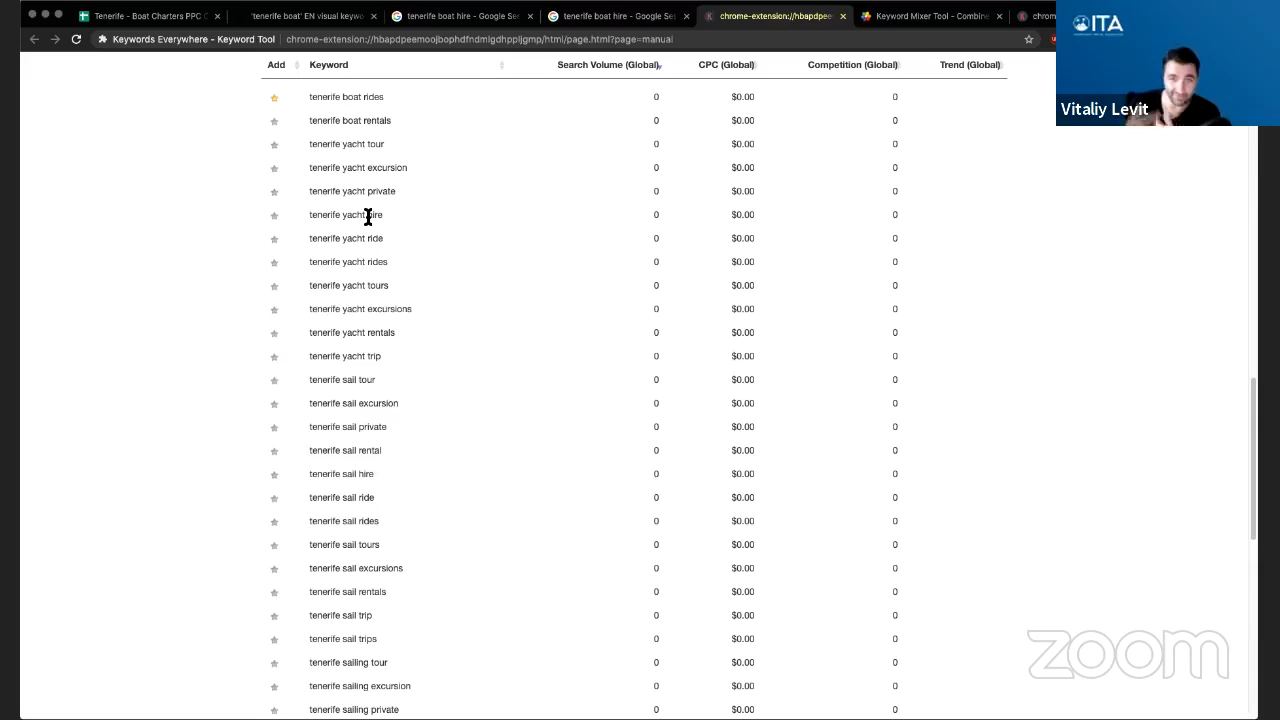 Tenerife - Boat Charters PPC C
'tenerife boat' EN visual keywo
tenerife boat hire - Google Se
tenerife boat hire - Google Se
chrome-extension://hbapdpee
Keyword Mixer Tool - Combine
chrome
Keywords Everywhere - Keyword Tool
chrome-extension://hbapdpeemoojbophdfndmlgdhppljgmp/html/page.html?page=manual
ITA
Vitaliy Levit
Add Keyword Search Volume (Global) CPC (Global) Competition (Global) Trend (Global)
tenerife boat rides 0 $0.00 0
tenerife boat rentals 0 $0.00 0
tenerife yacht tour 0 $0.00 0
tenerife yacht excursion 0 $0.00 0
tenerife yacht private 0 $0.00 0
tenerife yacht hire 0 $0.00 0
tenerife yacht ride 0 $0.00 0
tenerife yacht rides 0 $0.00 0
tenerife yacht tours 0 $0.00 0
tenerife yacht excursions 0 $0.00 0
tenerife yacht rentals 0 $0.00 0
tenerife yacht trip 0 $0.00 0
tenerife sail tour 0 $0.00 0
tenerife sail excursion 0 $0.00 0
tenerife sail private 0 $0.00 0
tenerife sail rental 0 $0.00 0
tenerife sail hire 0 $0.00 0
tenerife sail ride 0 $0.00 0
tenerife sail rides 0 $0.00 0
tenerife sail tours 0 $0.00 0
tenerife sail excursions 0 $0.00 0
tenerife sail rentals 0 $0.00 0
tenerife sail trip 0 $0.00 0
tenerife sail trips 0 $0.00 0
tenerife sailing tour 0 $0.00 0
tenerife sailing excursion 0 $0.00 0
tenerife sailing private 0 $0.00 0
zoom